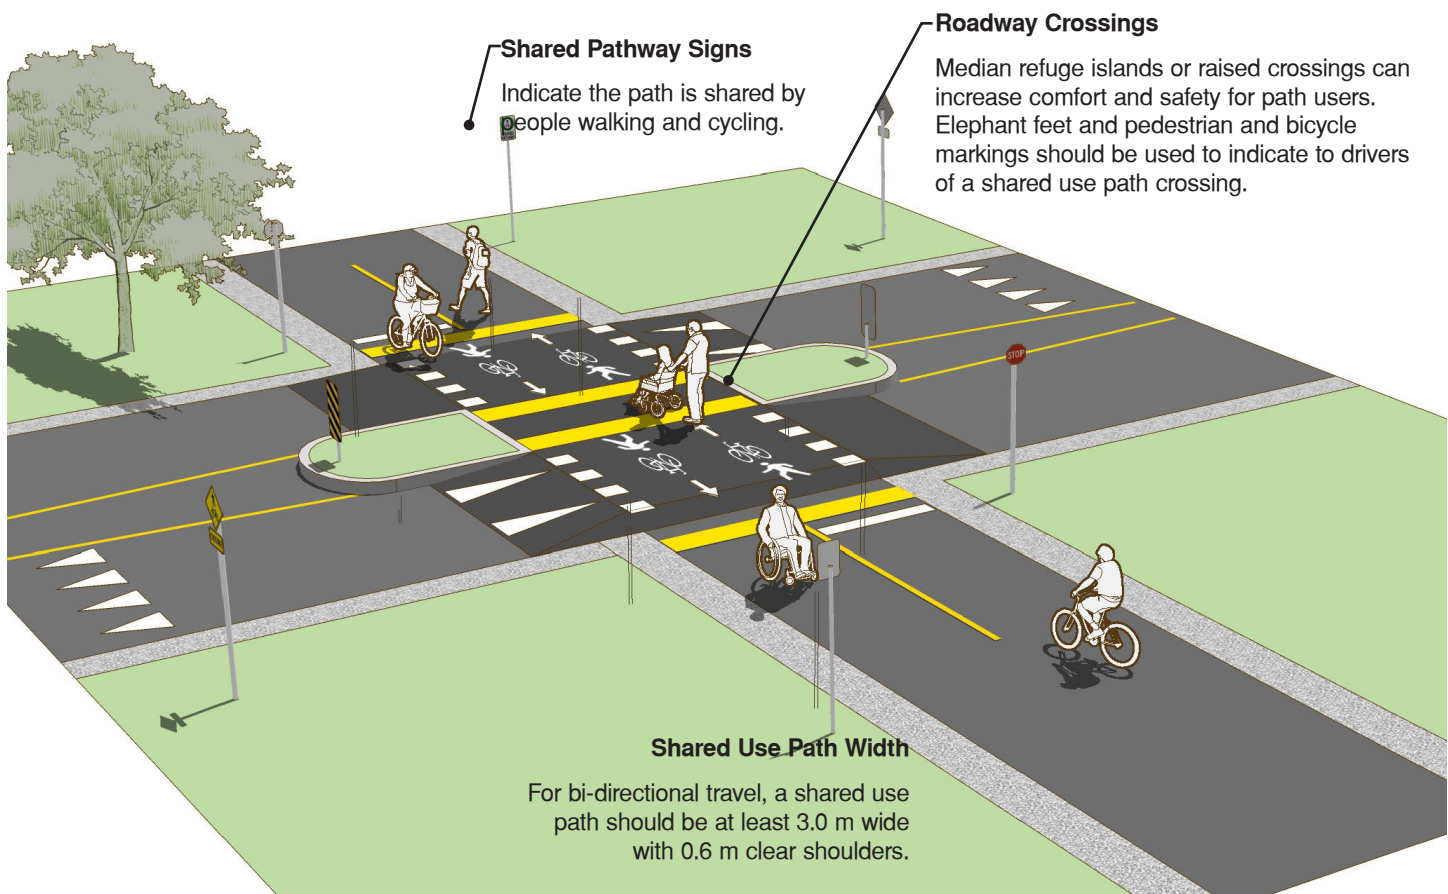 Shared Pathway Signs
Indicate the path is shared by
people walking and cycling.
Roadway Crossings
Median refuge islands or raised crossings can
increase comfort and safety for path users.
Elephant feet and pedestrian and bicycle
markings should be used to indicate to drivers
of a shared use path crossing.
STOP
Shared Use Path Width
For bi-directional travel, a shared use
path should be at least 3.0 m wide
with 0.6 m clear shoulders.